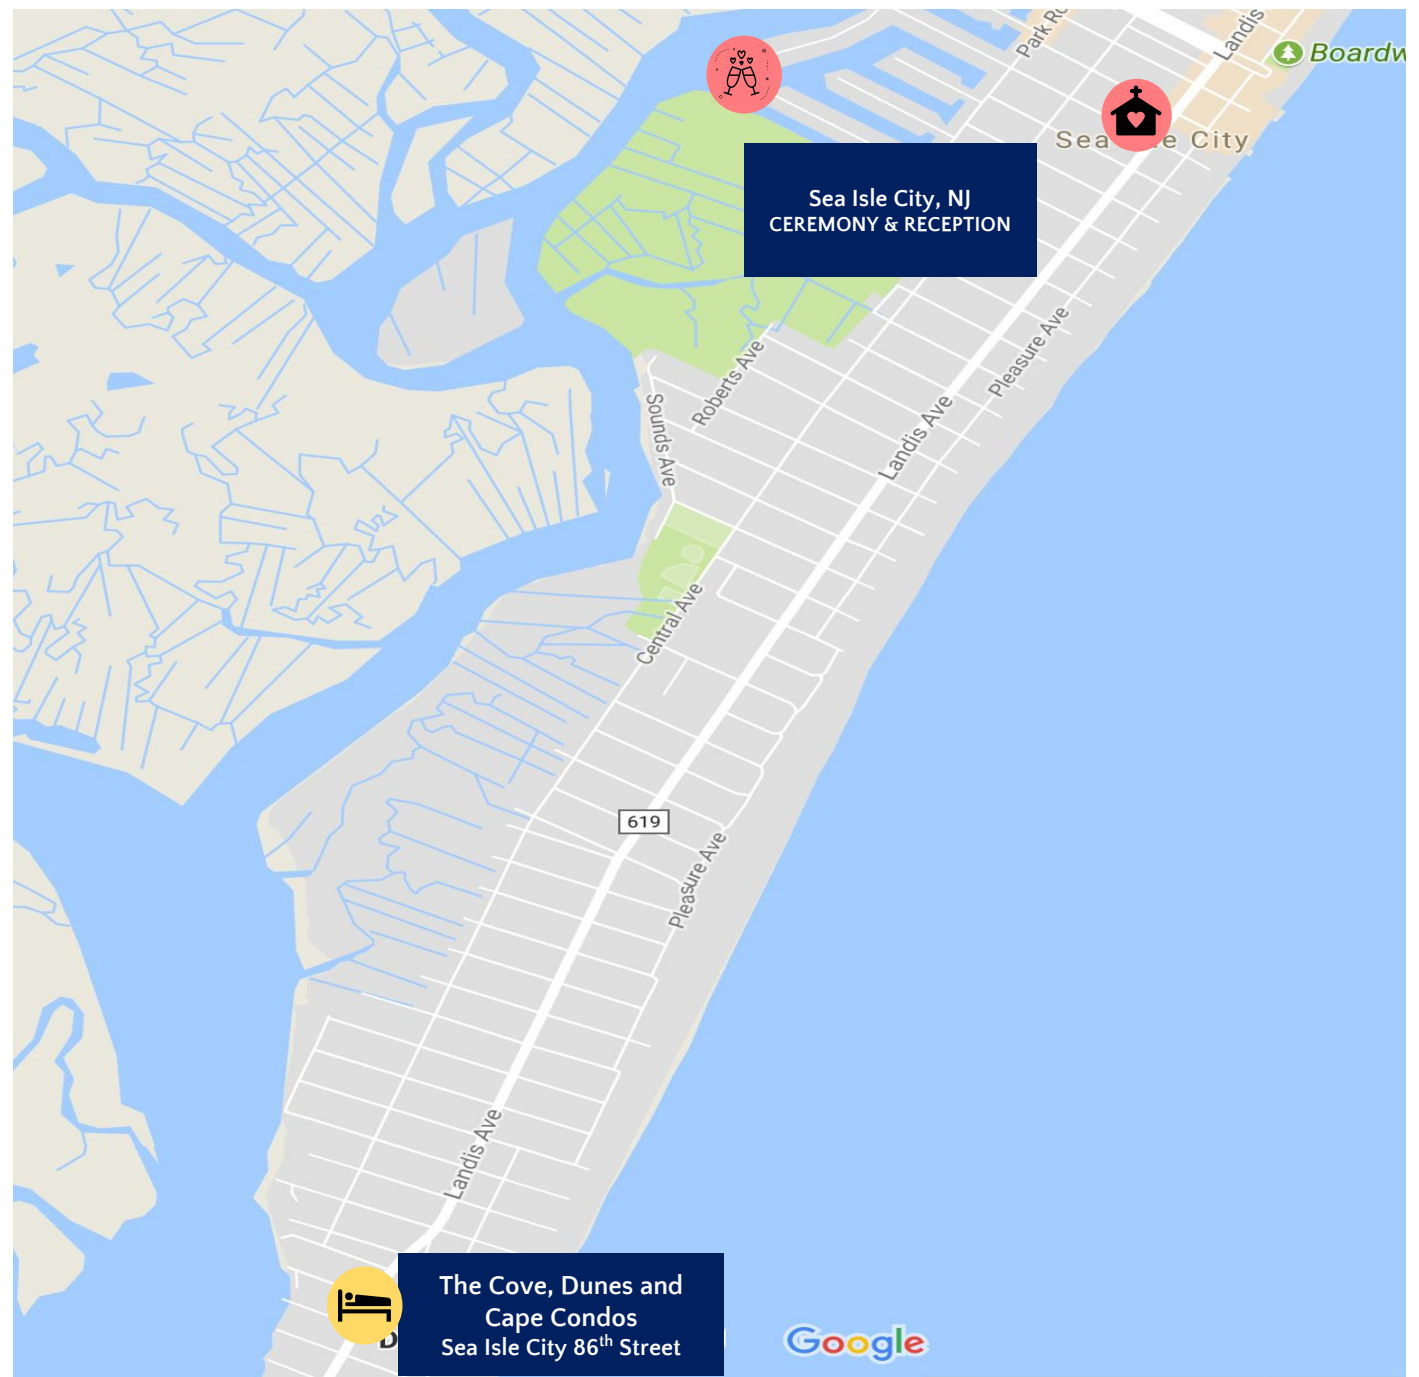 Park R
Landis
Boardw
Sea
e City
Sea Isle City, NJ
CEREMONY & RECEPTION
Pleasure Ave
Roberts Ave
Sounds Ave
Landis Ave
Central Ave
619
Pleasure Ave
Landis Ave
The Cove, Dunes and
Cape Condos
Sea Isle City 86th Street
D
Google